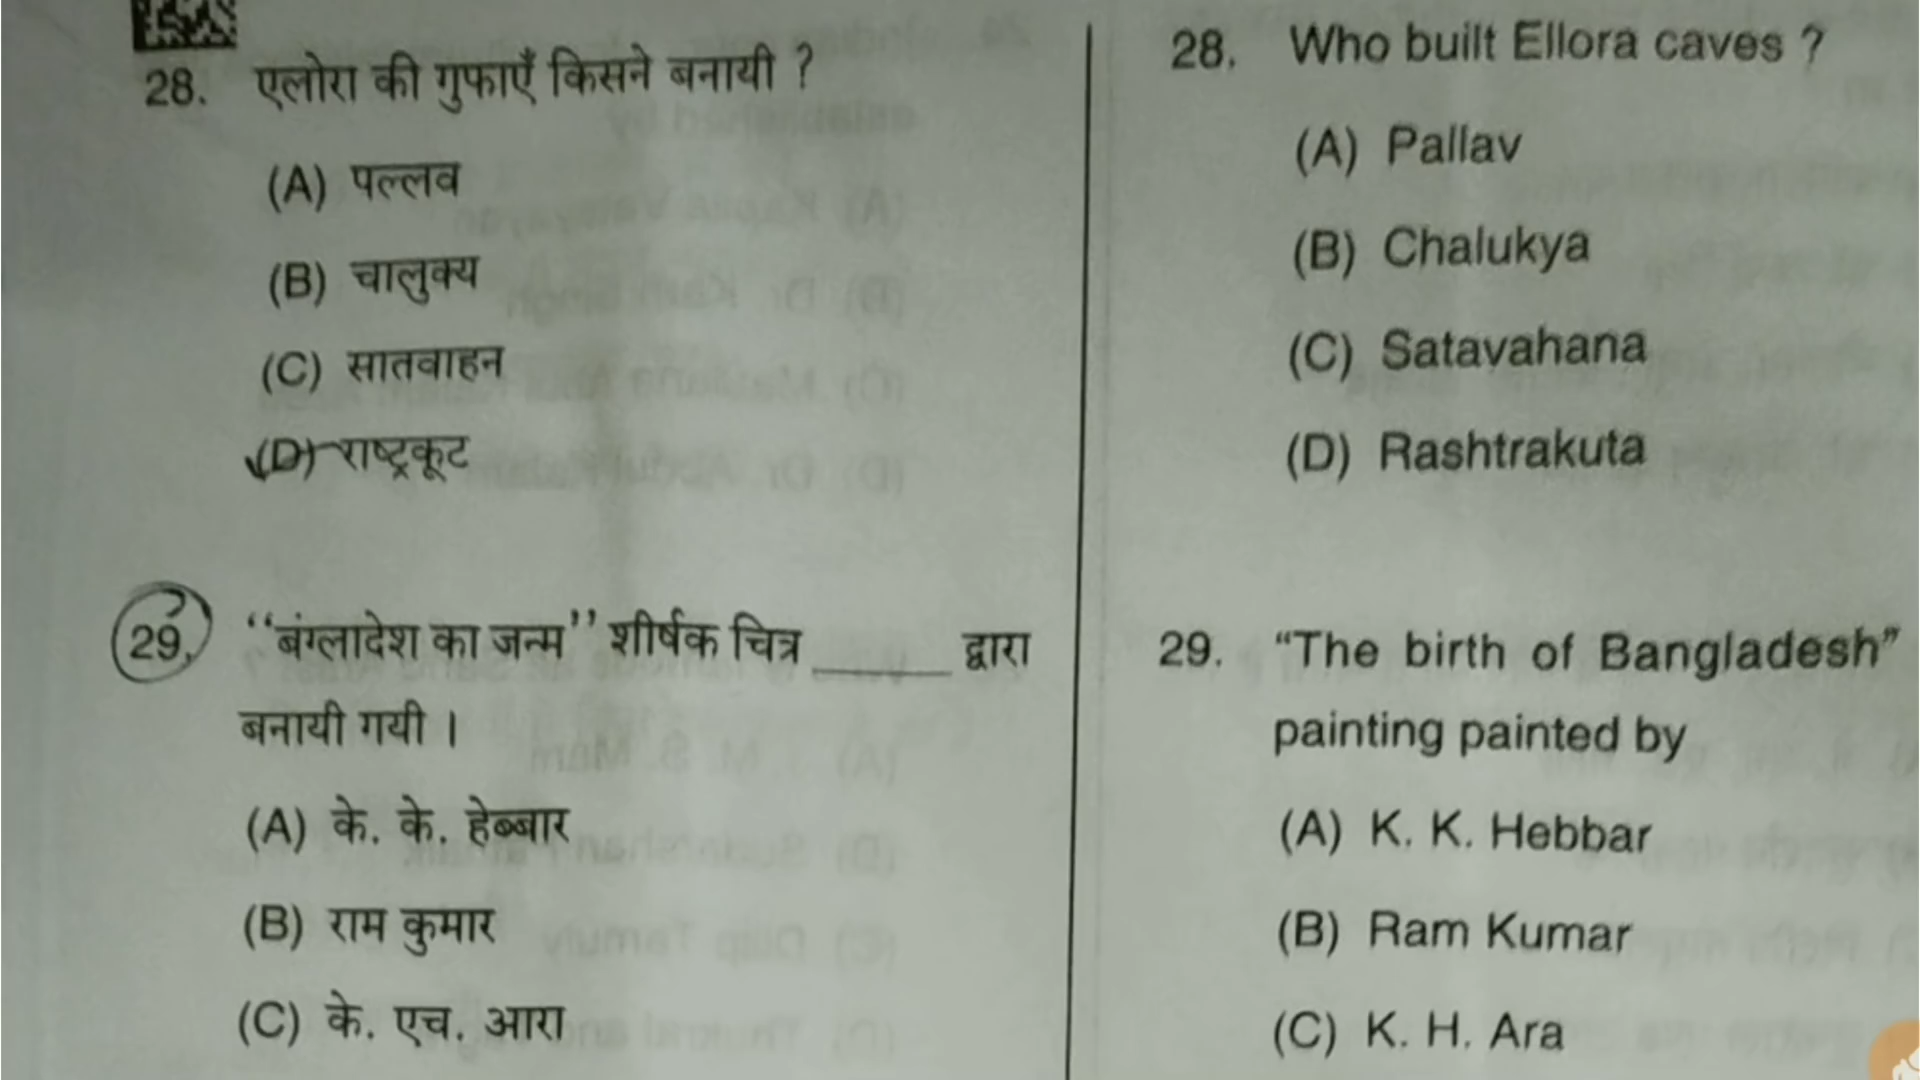 28. एलोरा की गुफाएँ किसने बनायी ?
(A) पल्लव
(B) चालुक्य
(C) सातवाहन
(D) राष्ट्रकूट
29. “बंग्लादेश का जन्म” शीर्षक चित्र ______ द्वारा
बनायी गयी ।
(A) के. के. हेब्बार
(B) राम कुमार
(C) के. एच. आरा
28. Who built Ellora caves ?
(A) Pallav
(B) Chalukya
(C) Satavahana
(D) Rashtrakuta
29. “The birth of Bangladesh”
painting painted by
(A) K. K. Hebbar
(B) Ram Kumar
(C) K. H. Ara